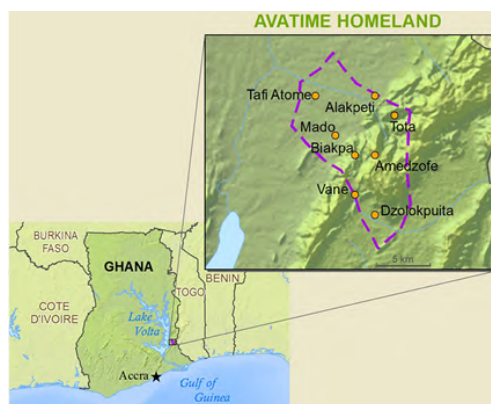 AVATIME HOMELAND
Tafi Atome
Alakpeti
Tota
Mado
Biakpa
Amedzofe
Vane
Dzolokpuita
5 km
BURKINA
FASO
GHANA
BENIN
TOGO
COTE
D'IVOIRE
Lake
Volta
Accra
Gulf of
Guinea